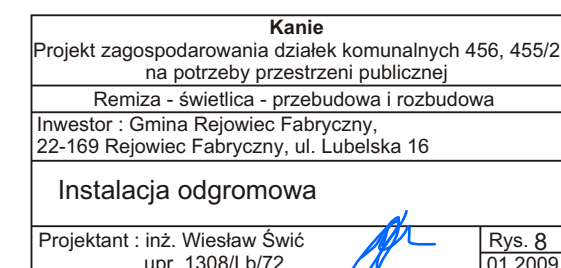 Kanie
Projekt zagospodarowania działek komunalnych 456, 455/2
na potrzeby przestrzeni publicznej
Remiza - świetlica - przebudowa i rozbudowa
Inwestor : Gmina Rejowiec Fabryczny,
22-169 Rejowiec Fabryczny, ul. Lubelska 16
Instalacja odgromowa
Projektant : inż. Wiesław Świć
Rys. 8
upr. 1308/Lb/72
01.2009